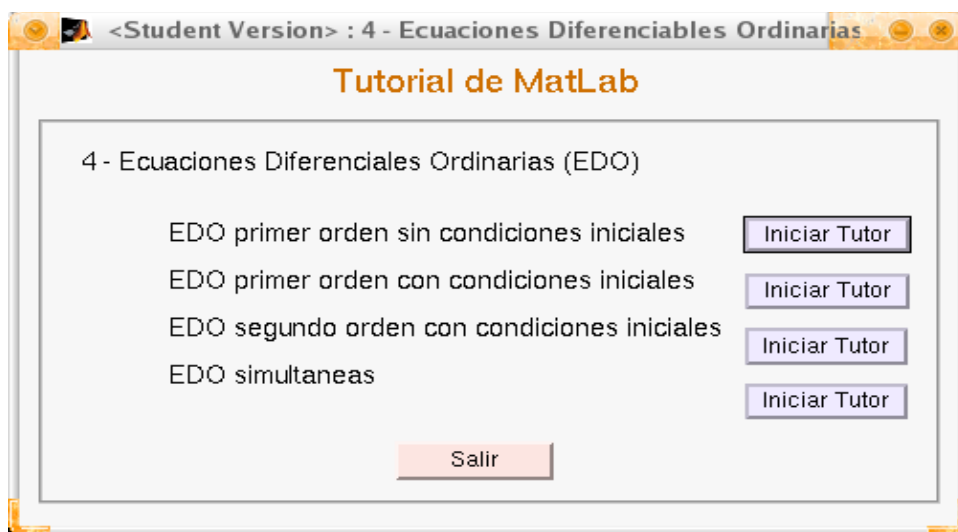 <Student Version> : 4 - Ecuaciones Diferenciables Ordinarias
Tutorial de MatLab
4 - Ecuaciones Diferenciales Ordinarias (EDO)
EDO primer orden sin condiciones iniciales
Iniciar Tutor
EDO primer orden con condiciones iniciales
Iniciar Tutor
EDO segundo orden con condiciones iniciales
Iniciar Tutor
EDO simultaneas
Iniciar Tutor
Salir